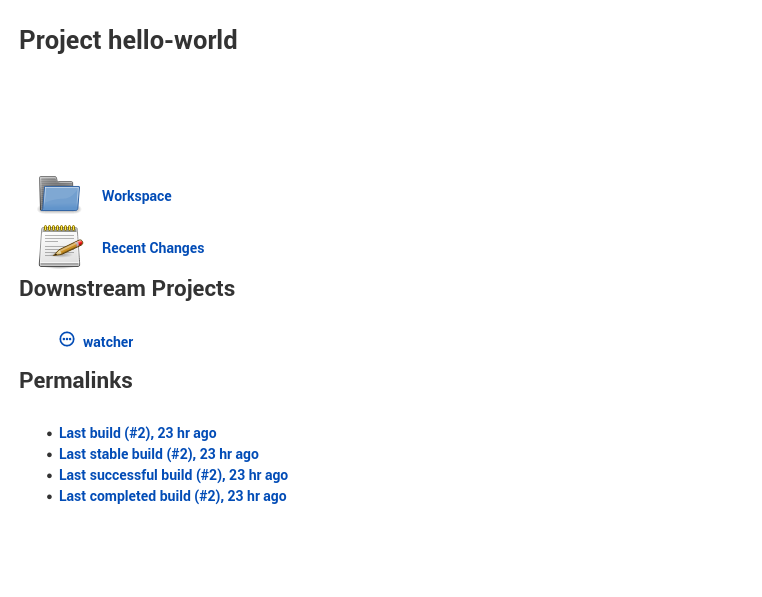 Project hello-world
Workspace
Recent Changes
Downstream Projects
watcher
Permalinks
Last build (#2), 23 hr ago
Last stable build (#2), 23 hr ago
Last successful build (#2), 23 hr ago
Last completed build (#2), 23 hr ago